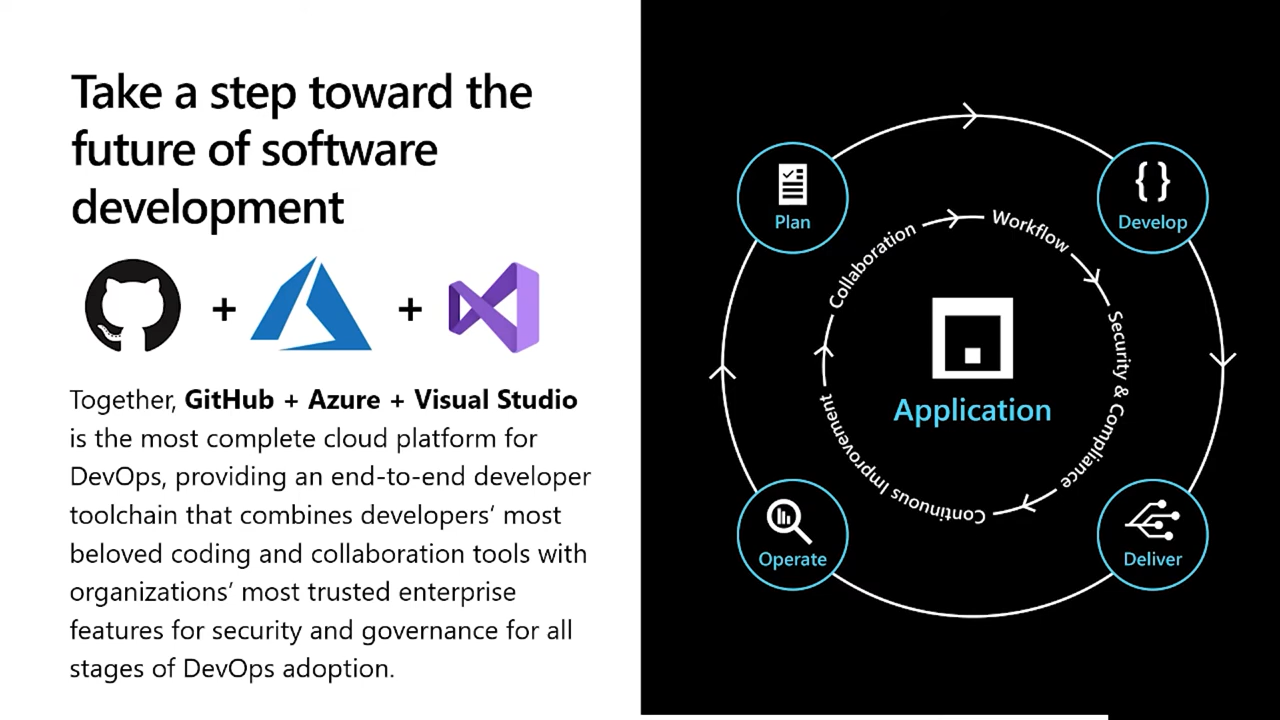 Take a step toward the
future of software
development
+ +
Together, GitHub + Azure + Visual Studio
is the most complete cloud platform for
DevOps, providing an end-to-end developer
toolchain that combines developers‘ most
beloved coding and collaboration tools with
organizations’ most trusted enterprise
features for security and governance for all
stages of DevOps adoption.
Plan
{ }
Develop
Collaboration
Workflow
Security & Compliance
Continuous Improvement
Application
Operate
Deliver